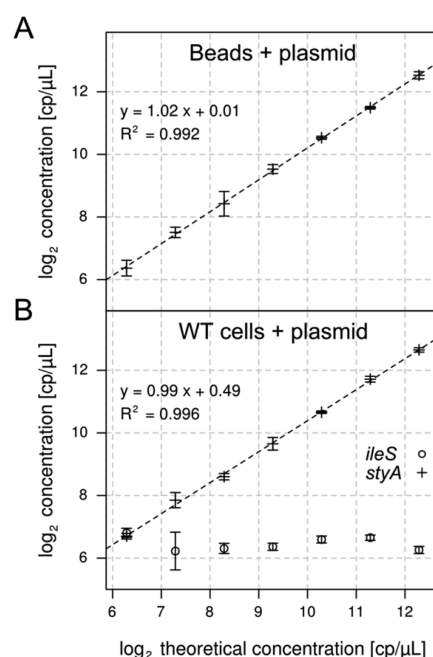 A
Beads + plasmid
y = 1.02 x + 0.01
R² = 0.992
log₂ concentration [cp/μL]
12
10
8
6
B
WT cells + plasmid
y = 0.99 x + 0.49
R² = 0.996
ileS
styA
log₂ concentration [cp/μL]
12
10
8
6
6 7 8 9 10 11 12
log₂ theoretical concentration [cp/μL]